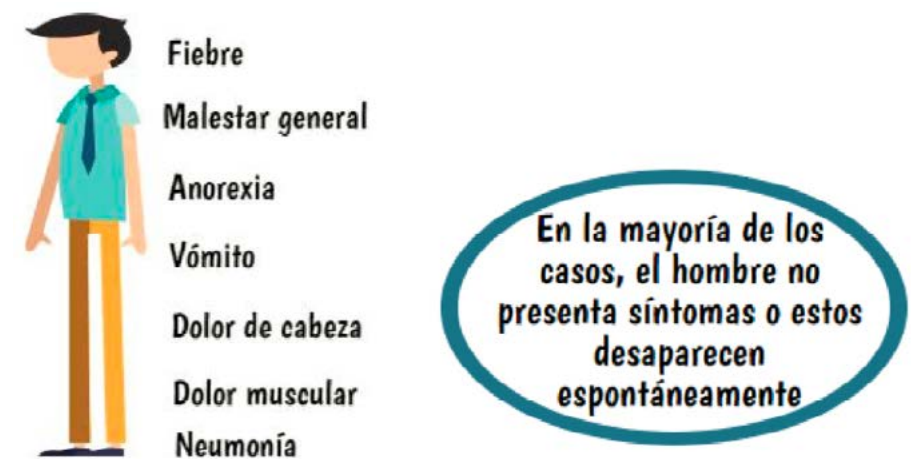 Fiebre
Malestar general
Anorexia
Vómito
Dolor de cabeza
Dolor muscular
Neumonía
En la mayoría de los
casos, el hombre no
presenta síntomas o estos
desaparecen
espontáneamente